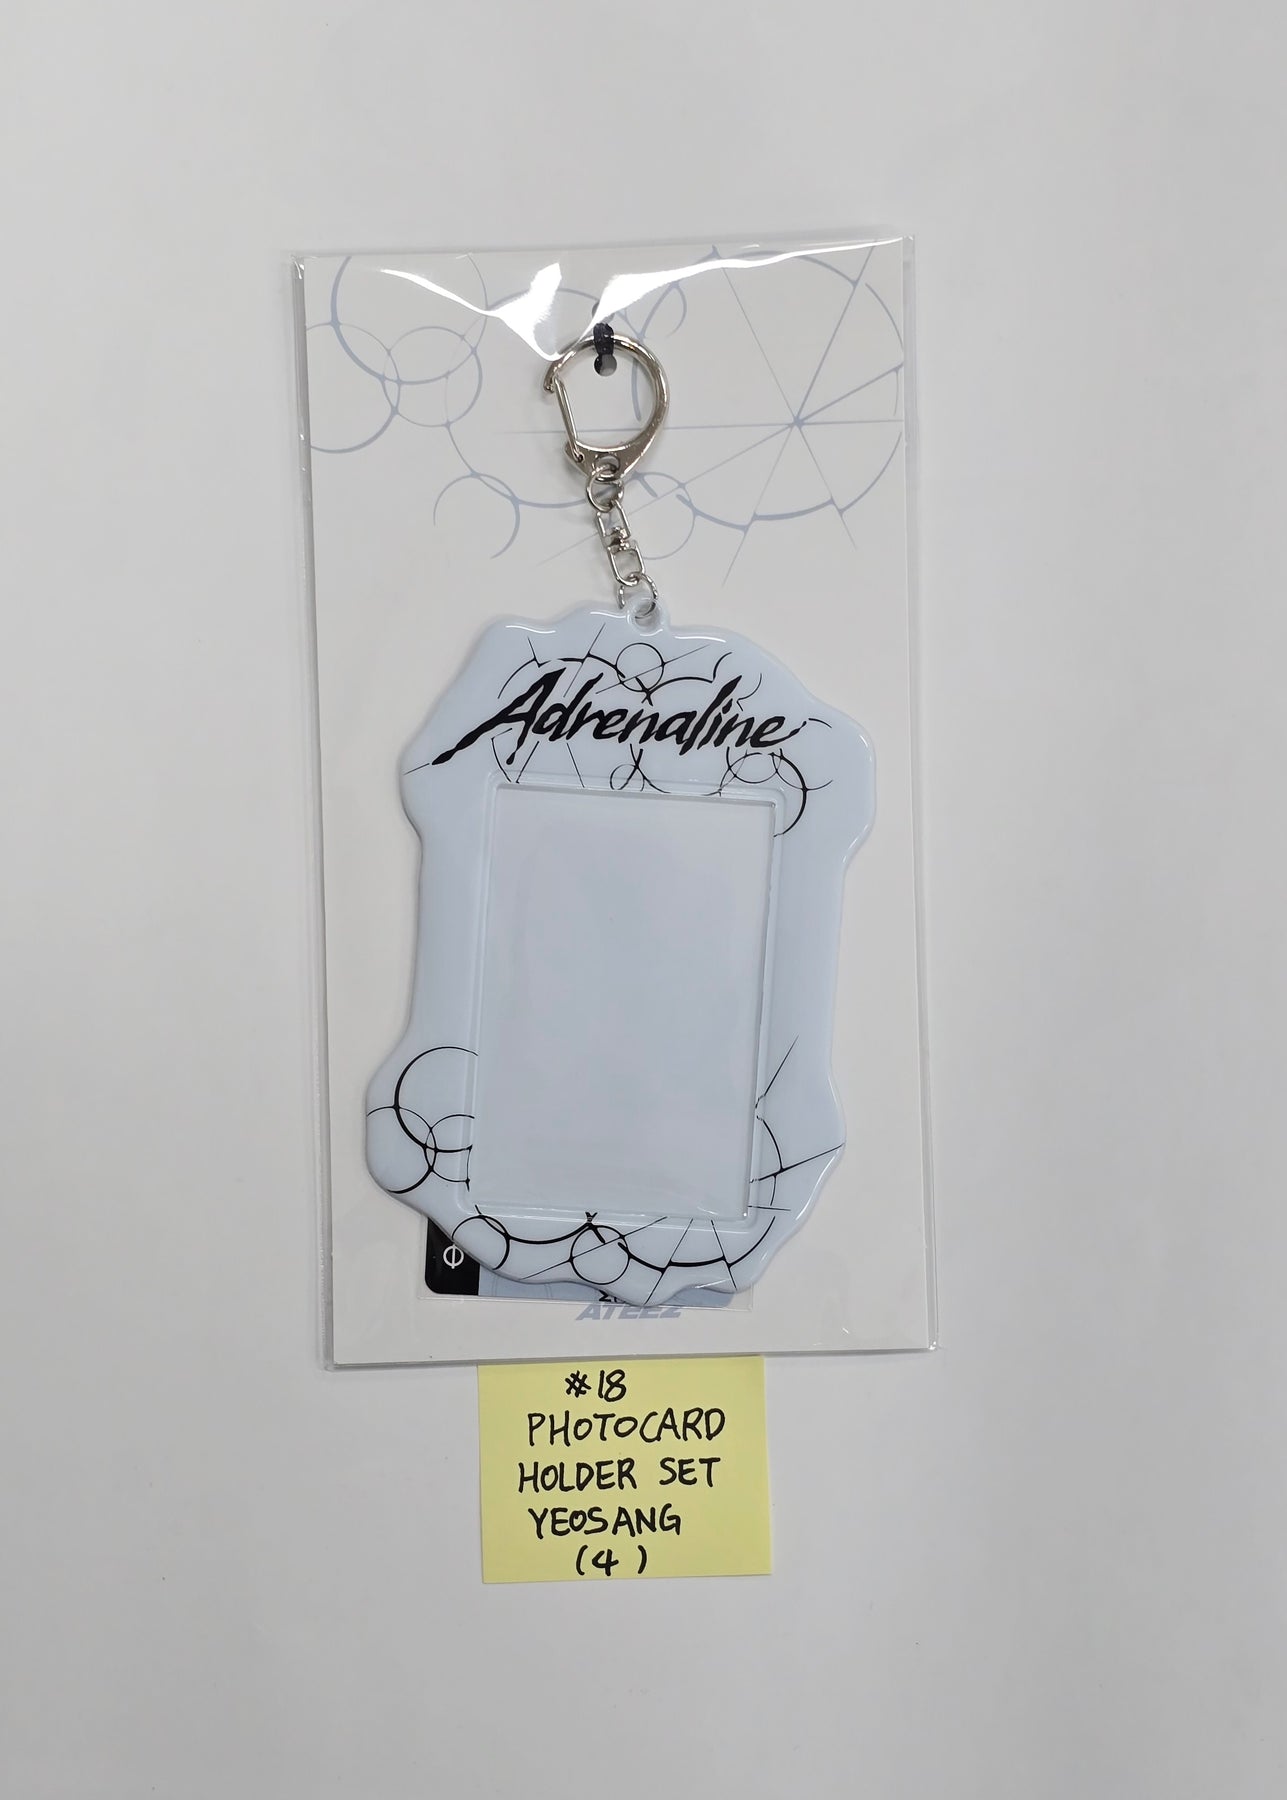 Adrenaline
ATEEZ
#18
PHOTOCARD
HOLDER SET
YEOSANG
(4)